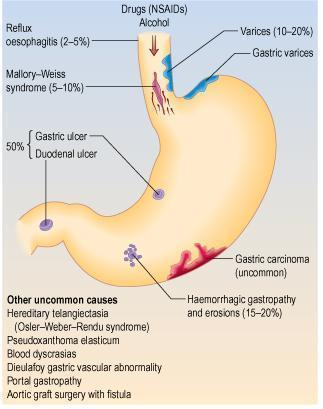 Drugs (NSAIDs)
Alcohol
Reflux
oesophagitis (2–5%)
Varices (10–20%)
Gastric varices
Mallory–Weiss
syndrome (5–10%)
50%
Gastric ulcer
Duodenal ulcer
Gastric carcinoma
(uncommon)
Haemorrhagic gastropathy
and erosions (15–20%)
Other uncommon causes
Hereditary telangiectasia
(Osler–Weber–Rendu syndrome)
Pseudoxanthoma elasticum
Blood dyscrasias
Dieulafoy gastric vascular abnormality
Portal gastropathy
Aortic graft surgery with fistula